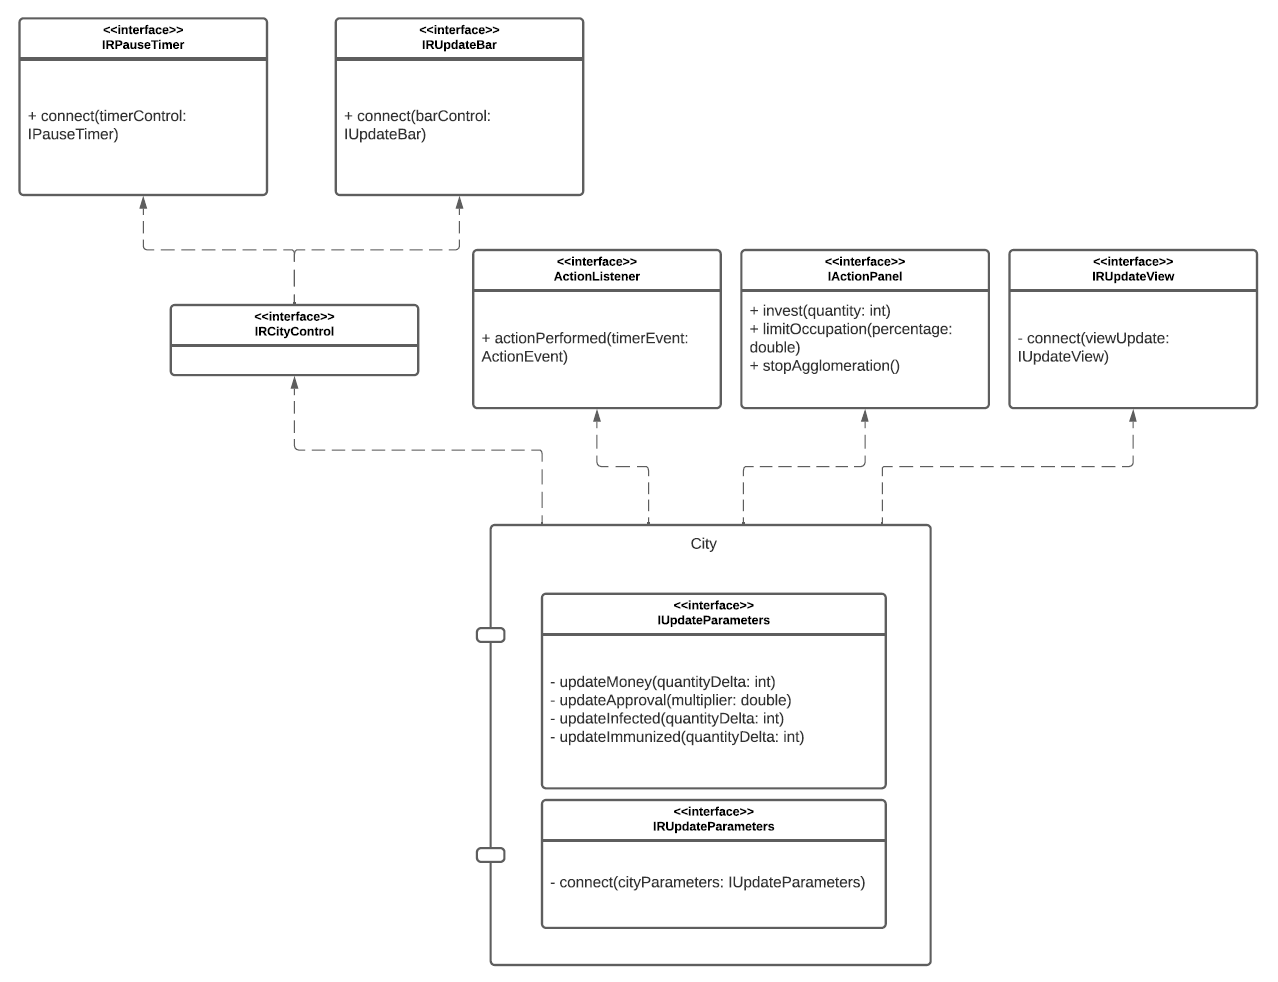 <<interface>>
IRPauseTimer
+ connect(timerControl:
IPauseTimer)
<<interface>>
IRUpdateBar
+ connect(barControl:
IUpdateBar)
<<interface>>
IRCityControl
<<interface>>
ActionListener
+ actionPerformed(timerEvent:
ActionEvent)
<<interface>>
IActionPanel
+ invest(quantity: int)
+ limitOccupation(percentage:
double)
+ stopAgglomeration()
<<interface>>
IRUpdateView
- connect(viewUpdate:
IUpdateView)
City
<<interface>>
IUpdateParameters
- updateMoney(quantityDelta: int)
- updateApproval(multiplier: double)
- updateInfected(quantityDelta: int)
- updateImmunized(quantityDelta: int)
<<interface>>
IRUpdateParameters
- connect(cityParameters: IUpdateParameters)